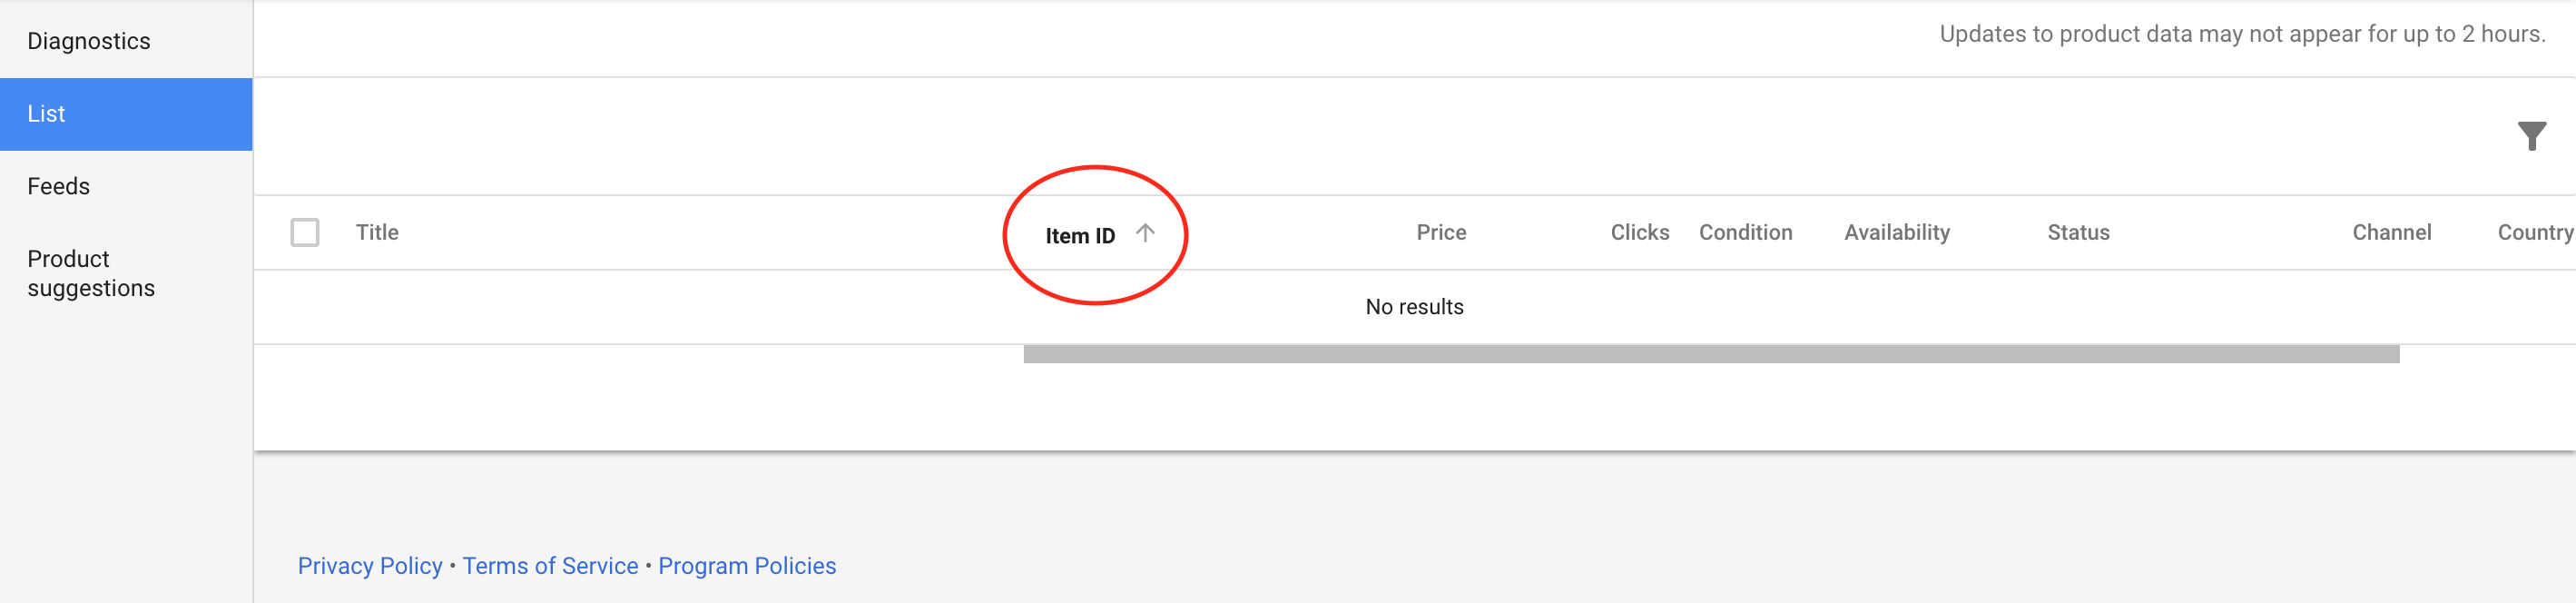 Diagnostics
Updates to product data may not appear for up to 2 hours.
List
Feeds
Product
suggestions
Title Item ID Price Clicks Condition Availability Status Channel Country
No results
Privacy Policy • Terms of Service • Program Policies